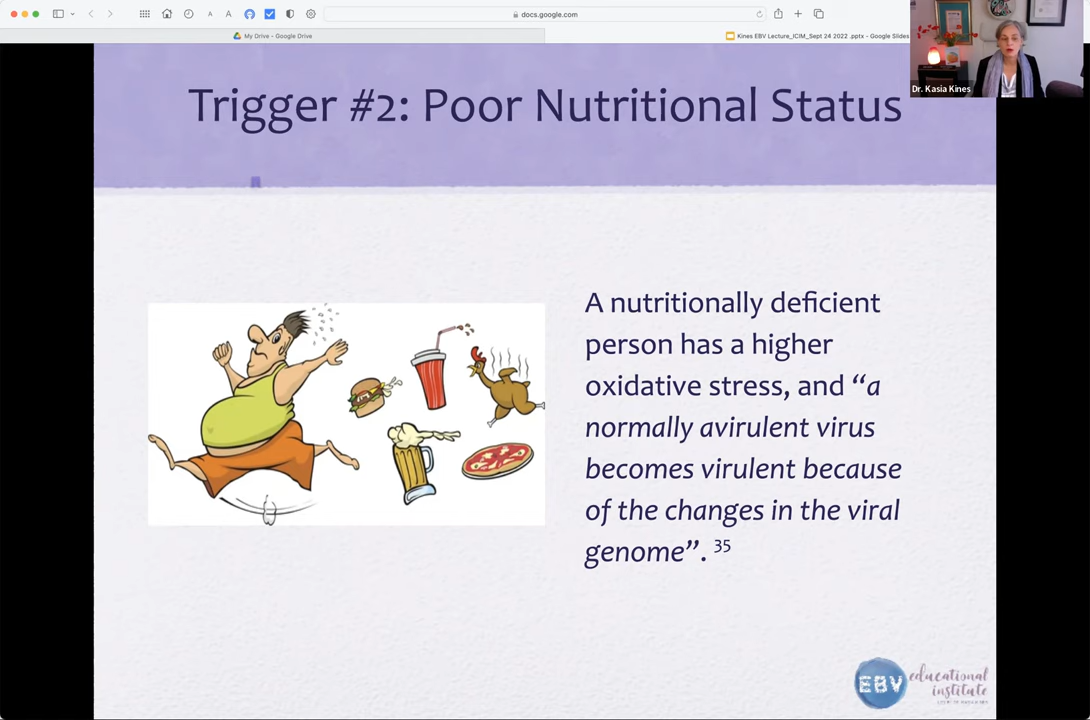 docs.google.com
My Drive - Google Drive
Kines EBV Lecture_ICIM_Sept 24 2022 .pptx - Google Slides
Dr. Kasia Kines
Trigger #2: Poor Nutritional Status
A nutritionally deficient
person has a higher
oxidative stress, and “a
normally avirulent virus
becomes virulent because
of the changes in the viral
genome”. 35
EBV educational
institute